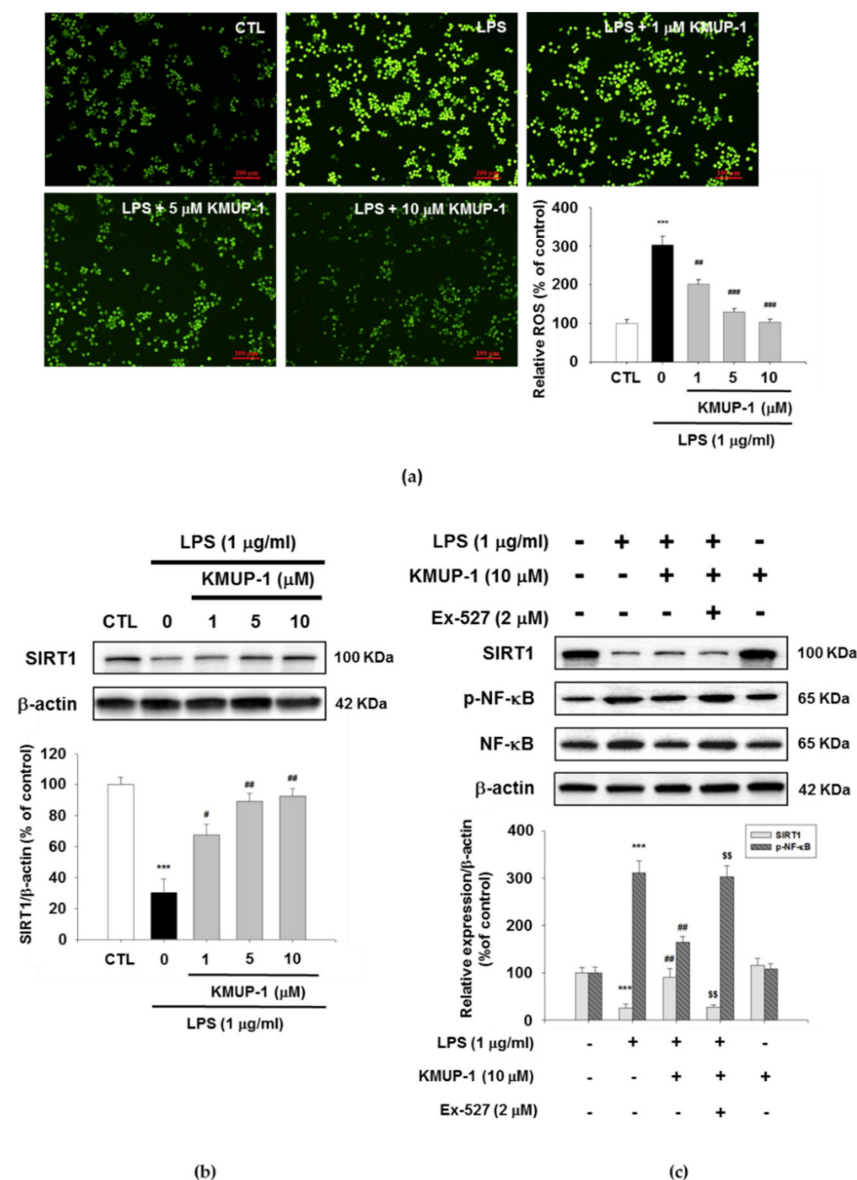 CTL
LPS
LPS + 1 μM KMUP-1
100 μm
100 μm
100 μm
LPS + 5 μM KMUP-1
LPS + 10 μM KMUP-1
100 μm
100 μm
Relative ROS (% of control)
400
300
200
100
0
***
##
###
###
CTL 0 1 5 10
KMUP-1 (μM)
LPS (1 μg/ml)
(a)
LPS (1 μg/ml)
KMUP-1 (μM)
CTL 0 1 5 10
SIRT1 100 KDa
β-actin 42 KDa
SIRT1/β-actin (% of control)
120
100
80
60
40
20
0
***
#
##
##
CTL 0 1 5 10
KMUP-1 (μM)
LPS (1 μg/ml)
(b)
LPS (1 μg/ml) - + + + -
KMUP-1 (10 μM) - - + + +
Ex-527 (2 μM) - - - + -
SIRT1 100 KDa
p-NF-κB 65 KDa
NF-κB 65 KDa
β-actin 42 KDa
Relative expression/β-actin
(%of control)
400
300
200
100
0
SIRT1
p-NF-κB
***
***
##
##
$$
$$
LPS (1 μg/ml) - + + + -
KMUP-1 (10 μM) - - + + +
Ex-527 (2 μM) - - - + -
(c)